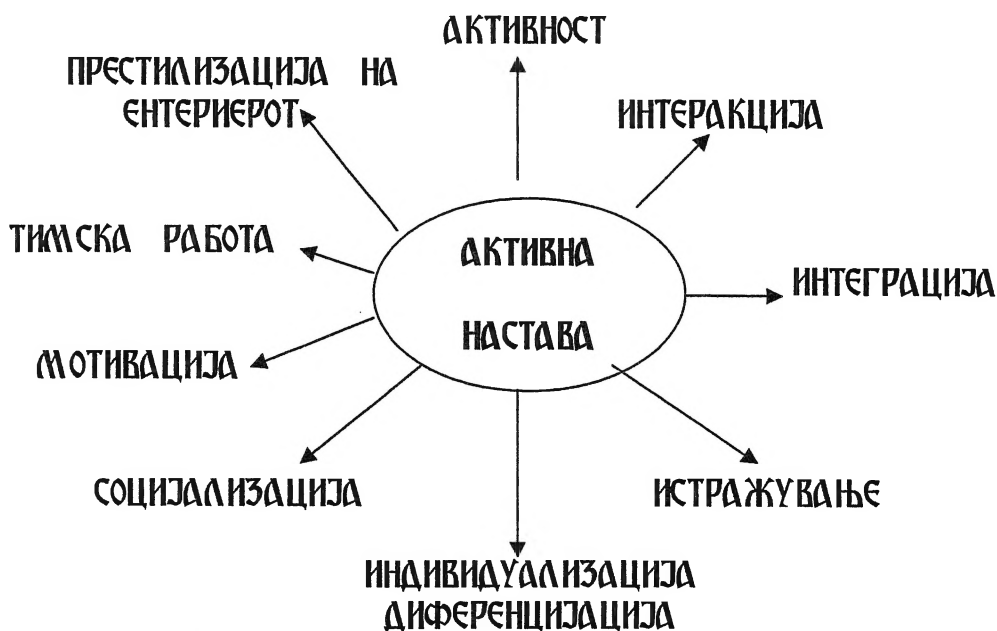 АКТИВНОСТ
ПРЕСТИЛИЗАЦИЈА НА
ЕНТЕРИЕРОТ
ИНТЕРАКЦИЈА
ТИМСКА РАБОТА
АКТИВНА
НАСТАВА
ИНТЕГРАЦИЈА
МОТИВАЦИЈА
СОЦИЈАЛИЗАЦИЈА
ИСТРАЖУВАЊЕ
ИНДИВИДУАЛИЗАЦИЈА
ДИФЕРЕНЦИЈАЦИЈА